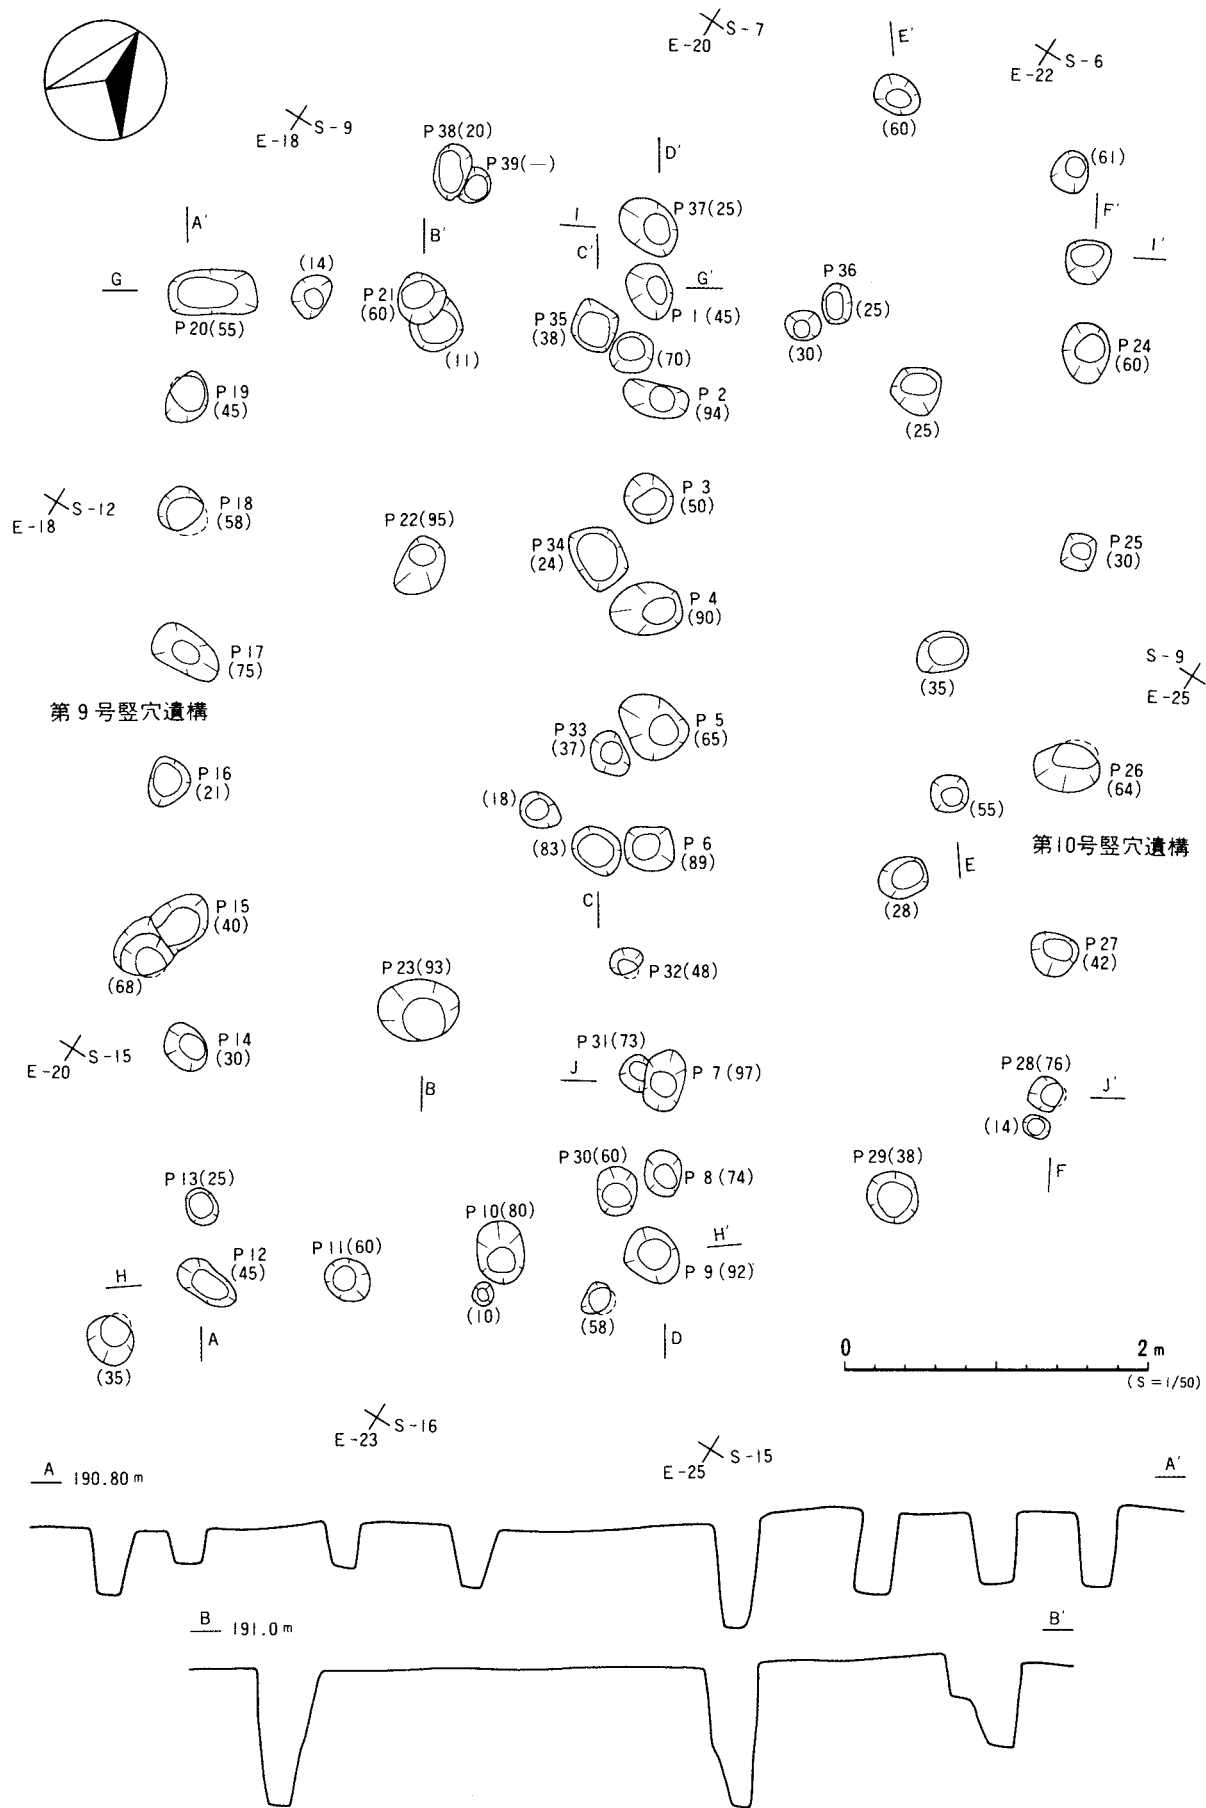 E-20 S-7
E'
E-22 S-6
E-18 S-9
P38(20)
P39(—)
D'
(60)
(61)
A'
B'
I
C'
P37(25)
F'
I'
G
(14)
P20(55)
P21
(60)
(11)
G'
P1(45)
P35
(38)
(70)
P36
(25)
(30)
P24
(60)
P19
(45)
P2
(94)
(25)
E-18 S-12
P18
(58)
P22(95)
P3
(50)
P34
(24)
P4
(90)
P25
(30)
P17
(75)
(35)
S-9
E-25
第9号竪穴遺構
P33
(37)
P5
(65)
P16
(21)
(18)
(55)
P26
(64)
(83)
P6
(89)
第10号竪穴遺構
E
(28)
C
P15
(40)
(68)
P23(93)
P32(48)
P27
(42)
E-20 S-15
P14
(30)
B
J
P31(73)
P7(97)
P28(76)
J'
(14)
F
P13(25)
P30(60)
P8(74)
P29(38)
P10(80)
H
P12
(45)
P11(60)
H'
P9(92)
(10)
(58)
(35)
A
D
0 2m
(S=1/50)
E-23 S-16
E-25 S-15
A 190.80m A'
B 191.0m B'